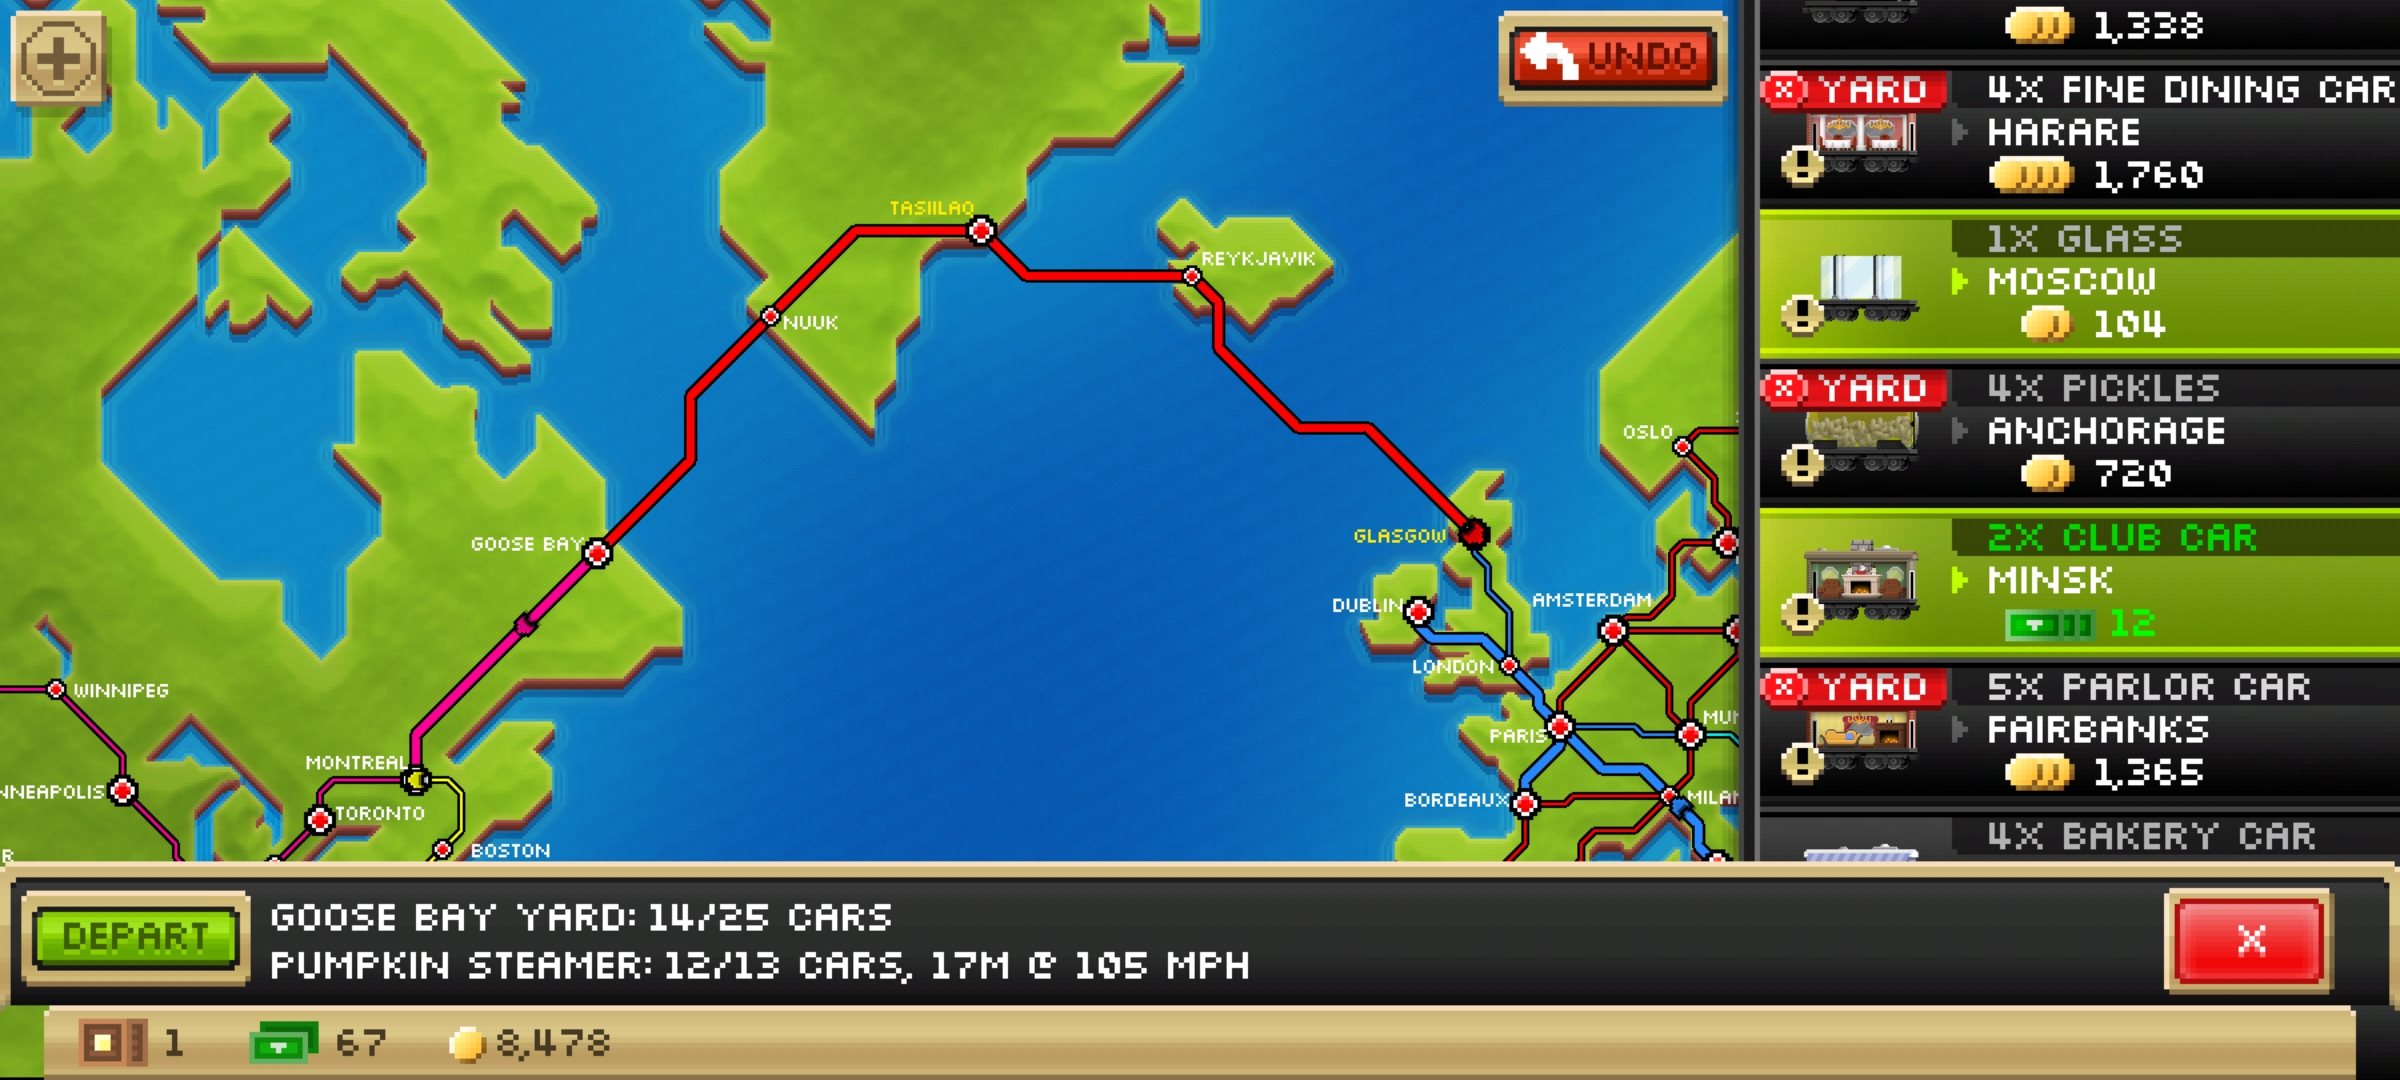 UNDO
TASIILAQ
REYKJAVIK
NUUK
OSLO
GOOSE BAY
GLASGOW
DUBLIN
AMSTERDAM
LONDON
WINNIPEG
PARIS
MUN
MONTREAL
NNEAPOLIS
TORONTO
BORDEAUX
MILAN
BOSTON
R
1,338
YARD
4X FINE DINING CAR
HARARE
1,760
1X GLASS
MOSCOW
104
YARD
4X PICKLES
ANCHORAGE
720
2X CLUB CAR
MINSK
12
YARD
5X PARLOR CAR
FAIRBANKS
1,365
4X BAKERY CAR
DEPART
GOOSE BAY YARD: 14/25 CARS
PUMPKIN STEAMER: 12/13 CARS, 17M @ 105 MPH
X
1
67
8,478